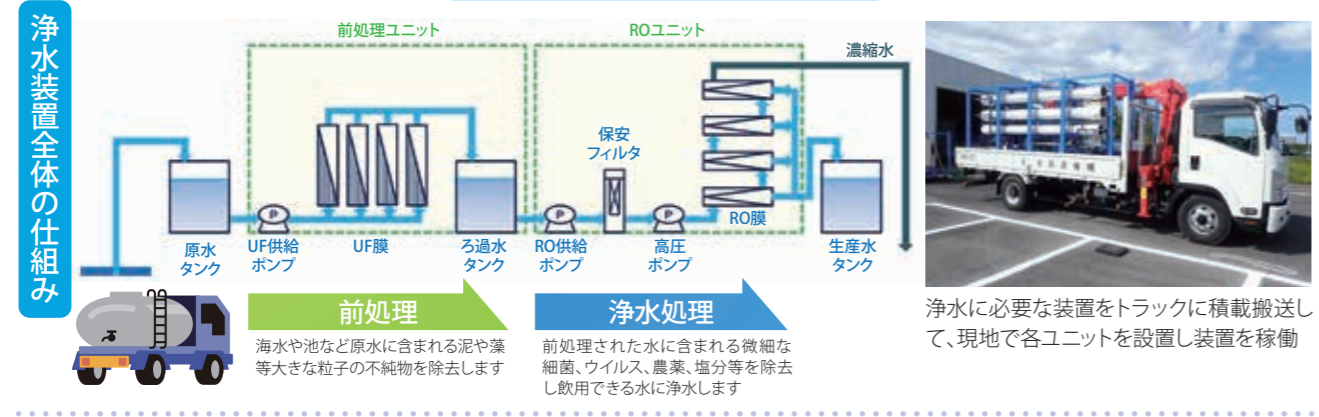 浄水装置全体の仕組み
前処理ユニット
ROユニット
濃縮水
保安
フィルタ
RO膜
原水
タンク
UF供給
ポンプ
UF膜
ろ過水
タンク
RO供給
ポンプ
高圧
ポンプ
生産水
タンク
P
P
P
前処理
海水や池など原水に含まれる泥や藻
等大きな粒子の不純物を除去します
浄水処理
前処理された水に含まれる微細な
細菌、ウイルス、農薬、塩分等を除去
し飲用できる水に浄水します
浄水に必要な装置をトラックに積載搬送し
て、現地で各ユニットを設置し装置を稼働